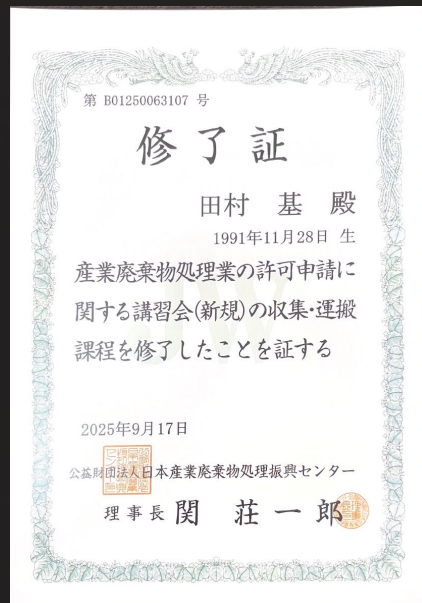 第 B01250063107 号
修了証
田村 基 殿
1991年11月28日 生
産業廃棄物処理業の許可申請に
関する講習会(新規)の収集・運搬
課程を修了したことを証する
2025年9月17日
公益財団法人日本産業廃棄物処理振興センター
理事長 関 荘一郎